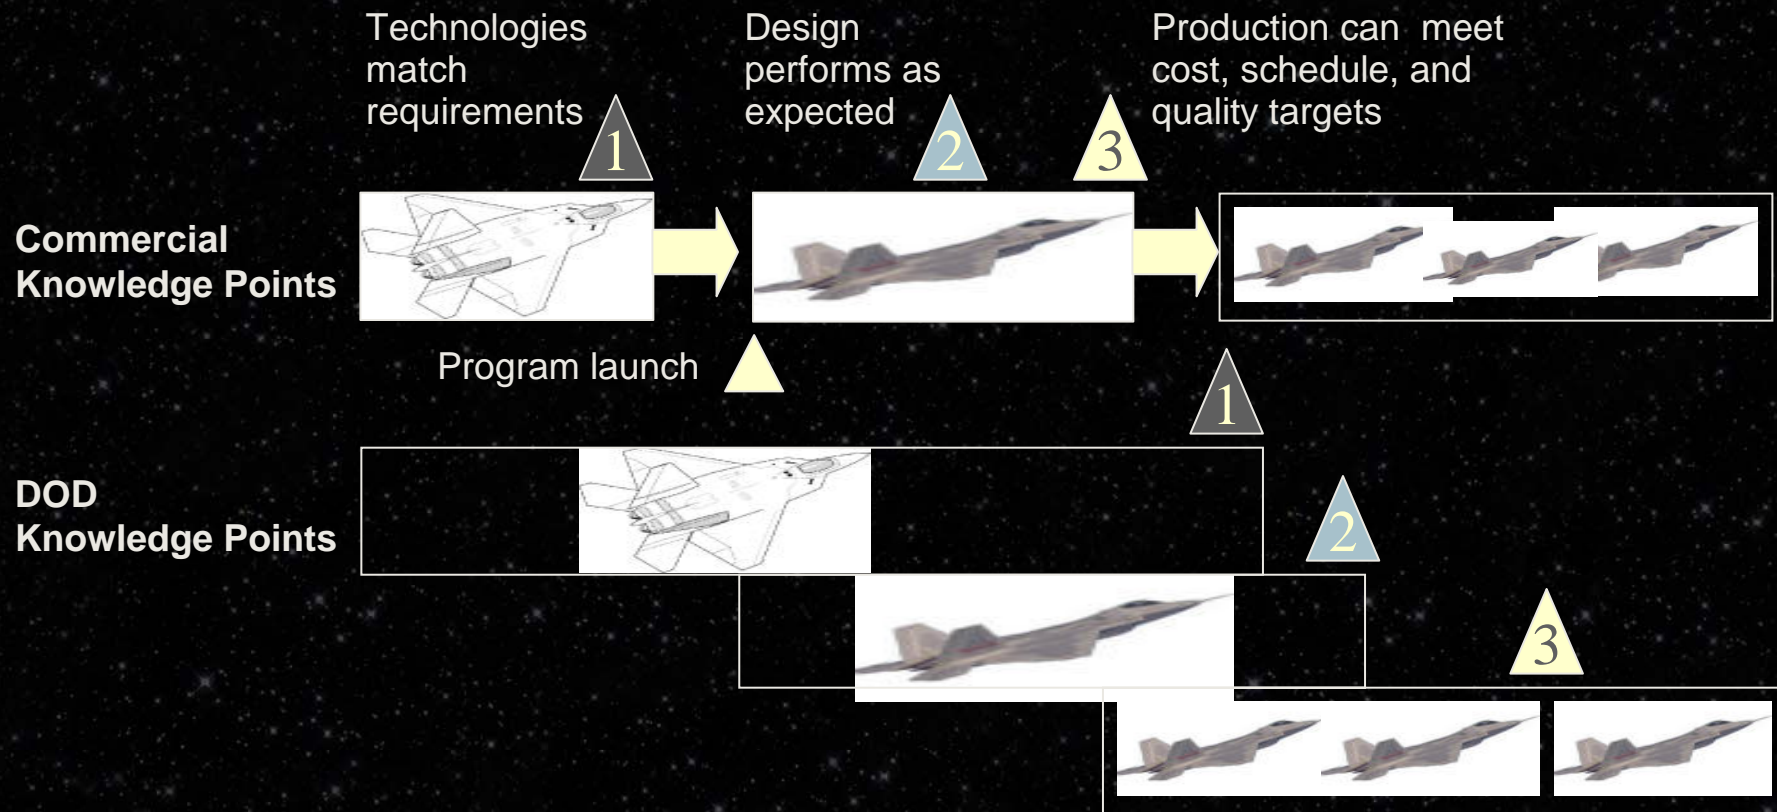 Technologies
match
requirements
Design
performs as
expected
Production can  meet
cost, schedule, and
quality targets
1
2
3
Commercial
Knowledge Points
Program launch
1
DOD
Knowledge Points
2
3